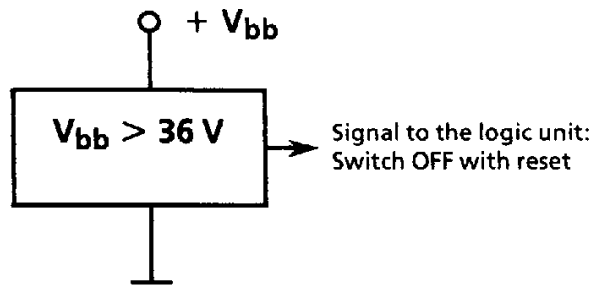 + Vbb
Vbb > 36 V
Signal to the logic unit:
Switch OFF with reset